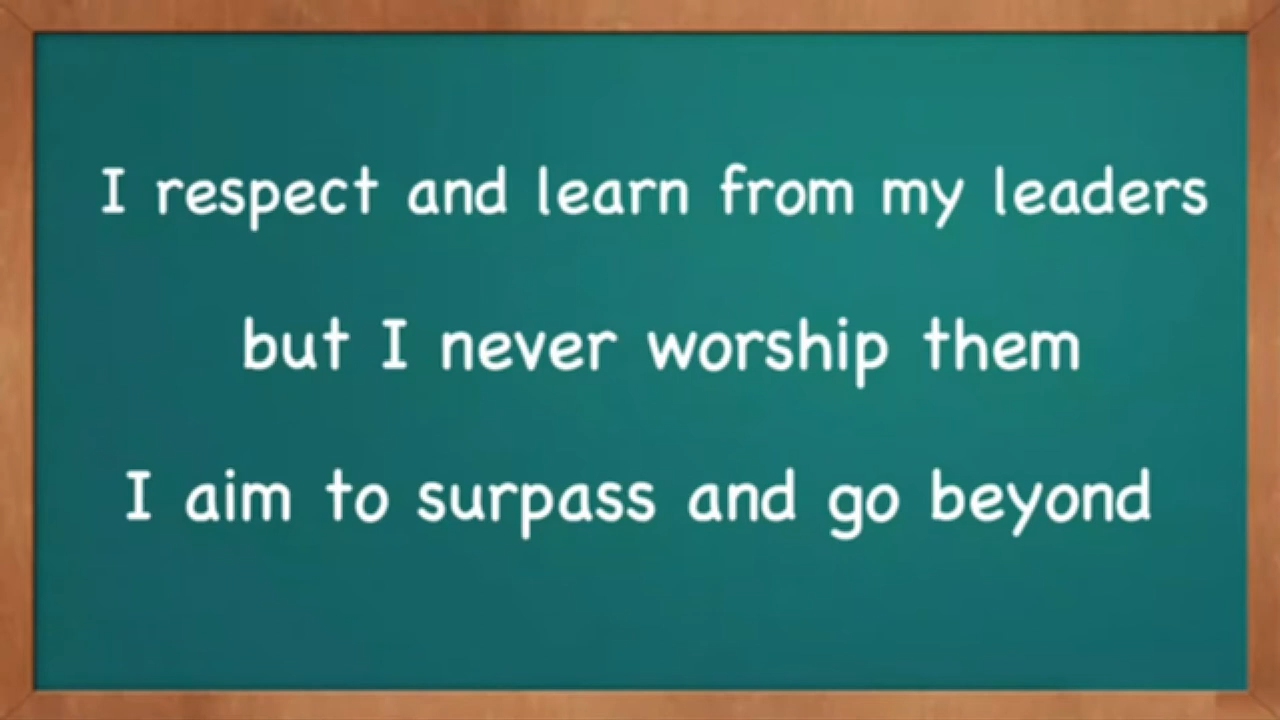 I respect and learn from my leaders
but I never worship them
I aim to surpass and go beyond